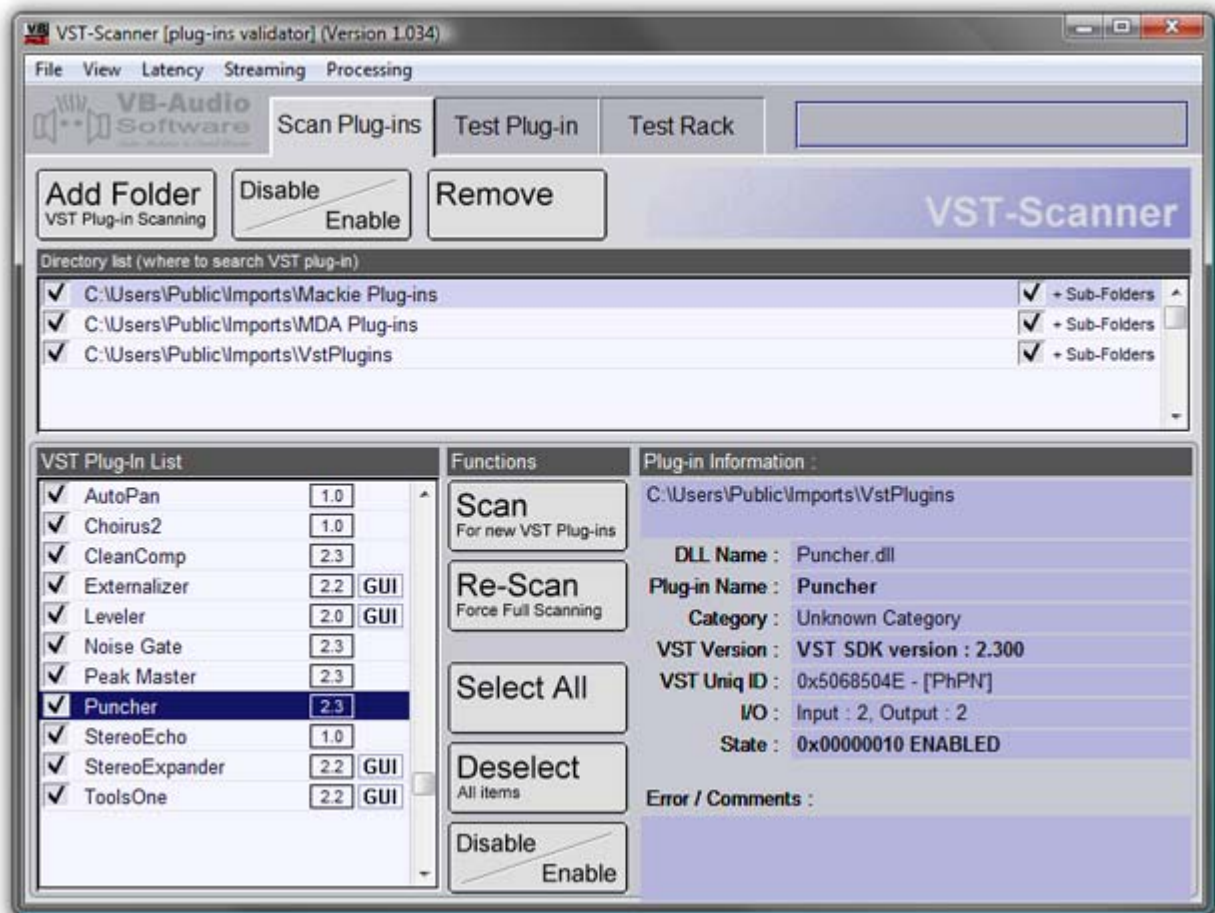 VST-Scanner [plug-ins validator] (Version 1.034)
File View Latency Streaming Processing
VB-Audio
Software
Scan Plug-ins
Test Plug-in
Test Rack
Add Folder
VST Plug-in Scanning
Disable
Enable
Remove
VST-Scanner
Directory list (where to search VST plug-in)
C:\Users\Public\Imports\Mackie Plug-ins + Sub-Folders
C:\Users\Public\Imports\MDA Plug-ins + Sub-Folders
C:\Users\Public\Imports\VstPlugins + Sub-Folders
VST Plug-In List
AutoPan 1.0
Choirus2 1.0
CleanComp 2.3
Externalizer 2.2 GUI
Leveler 2.0 GUI
Noise Gate 2.3
Peak Master 2.3
Puncher 2.3
StereoEcho 1.0
StereoExpander 2.2 GUI
ToolsOne 2.2 GUI
Functions
Scan
For new VST Plug-ins
Re-Scan
Force Full Scanning
Select All
Deselect
All items
Disable
Enable
Plug-in Information :
C:\Users\Public\Imports\VstPlugins
DLL Name : Puncher.dll
Plug-in Name : Puncher
Category : Unknown Category
VST Version : VST SDK version : 2.300
VST Uniq ID : 0x5068504E - ['PhPN']
I/O : Input : 2, Output : 2
State : 0x00000010 ENABLED
Error / Comments :